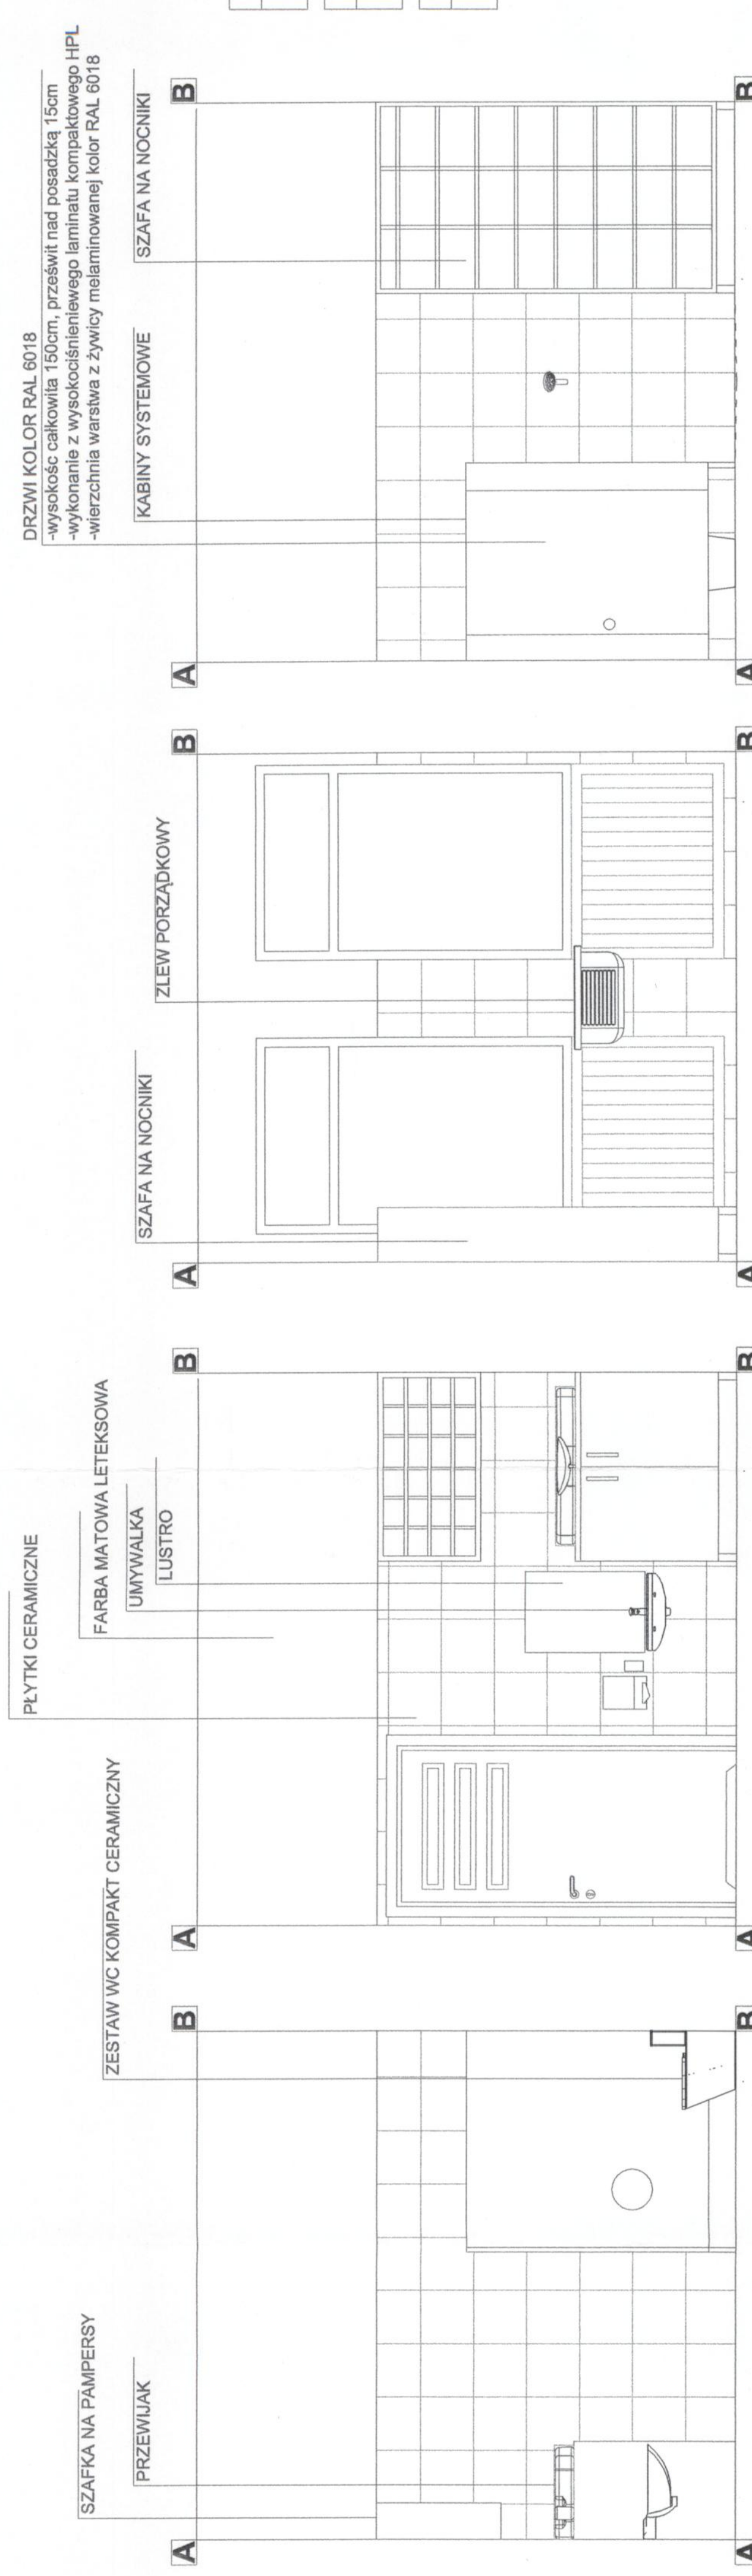 SZAFKA NA PAMPERSY
PRZEWIJAK
ZESTAW WC KOMPAKT CERAMICZNY
A
B
A
B
PŁYTKI CERAMICZNE
FARBA MATOWA LETEKSOWA
UMYWALKA
LUSTRO
A
B
A
B
SZAFA NA NOCNIKI
ZLEW PORZĄDKOWY
A
B
A
B
DRZWI KOLOR RAL 6018
-wysokośc całkowita 150cm, prześwit nad posadzką 15cm
-wykonanie z wysokociśnieniewego laminatu kompaktowego HPL
-wierzchnia warstwa z żywicy melaminowanej kolor RAL 6018
KABINY SYSTEMOWE
SZAFA NA NOCNIKI
A
B
A
B